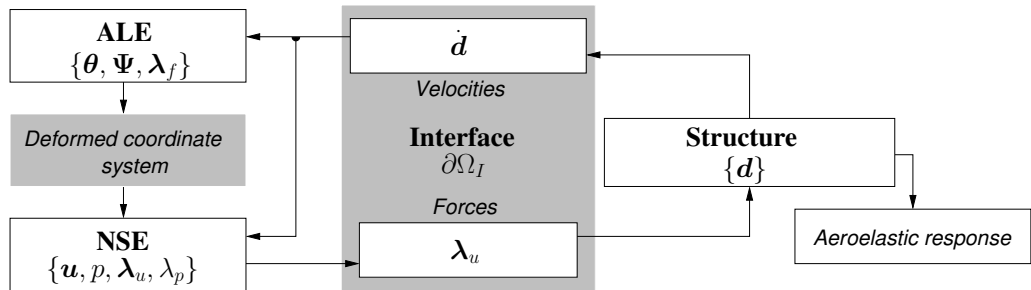 ALE
{θ, Ψ, λ_f}
Deformed coordinate
system
NSE
{u, p, λ_u, λ_p}
ḋ
Velocities
Interface
∂Ω_I
Forces
λ_u
Structure
{d}
Aeroelastic response